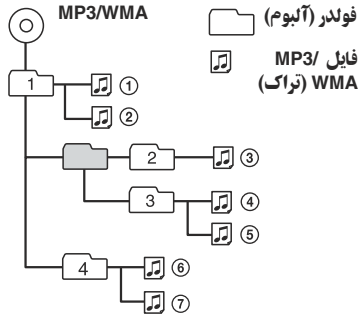 MP3/WMA
فولدر (آلبوم)
فایل MP3/
WMA (تراک)
1
①
②
2
③
3
④
⑤
4
⑥
⑦